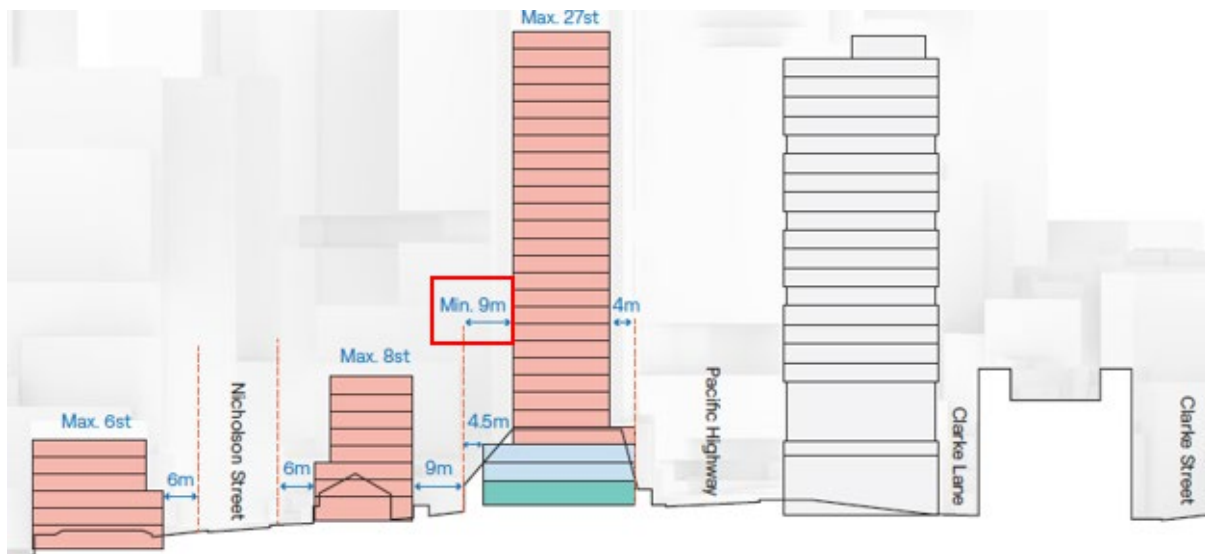 Max. 27st
Min. 9m
4m
Max. 8st
Nicholson Street
Pacific Highway
Max. 6st
4.5m
Clarke Lane
Clarke Street
6m
6m
9m